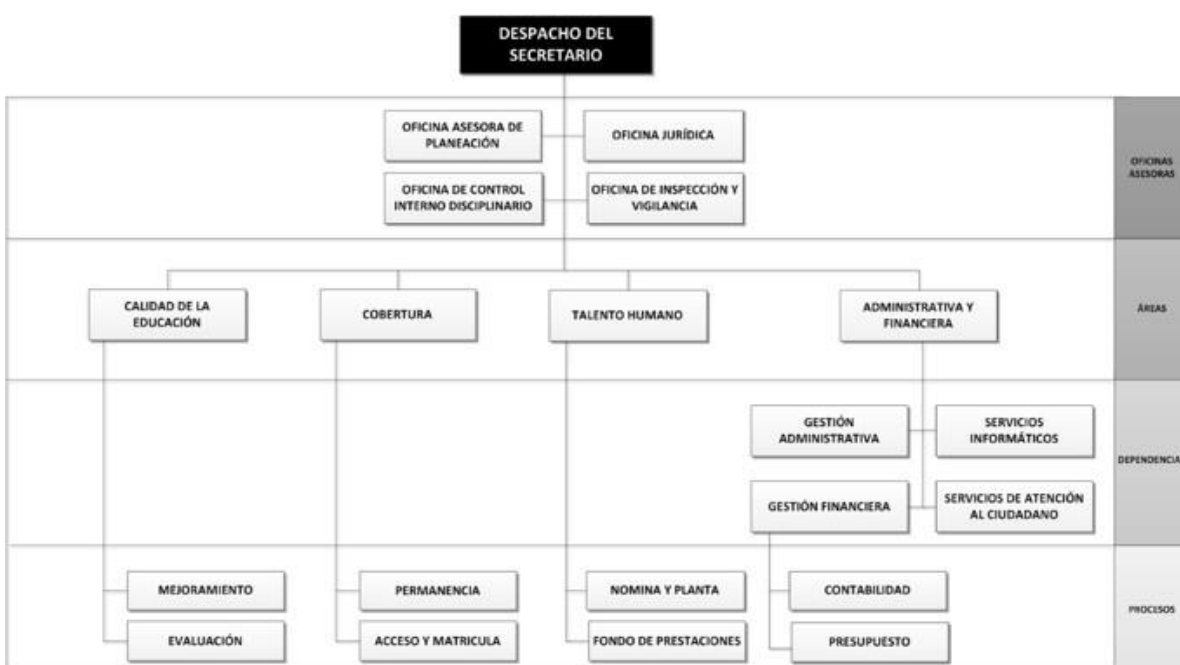 DESPACHO DEL
SECRETARIO
OFICINA ASESORA DE
PLANEACIÓN
OFICINA JURÍDICA
OFICINA DE CONTROL
INTERNO DISCIPLINARIO
OFICINA DE INSPECCIÓN Y
VIGILANCIA
OFICINAS
ASESORAS
CALIDAD DE LA
EDUCACIÓN
COBERTURA
TALENTO HUMANO
ADMINISTRATIVA Y
FINANCIERA
ÁREAS
GESTIÓN
ADMINISTRATIVA
SERVICIOS
INFORMÁTICOS
GESTIÓN FINANCIERA
SERVICIOS DE ATENCIÓN
AL CIUDADANO
DEPENDENCIA
MEJORAMIENTO
PERMANENCIA
NOMINA Y PLANTA
CONTABILIDAD
EVALUACIÓN
ACCESO Y MATRICULA
FONDO DE PRESTACIONES
PRESUPUESTO
PROCESOS